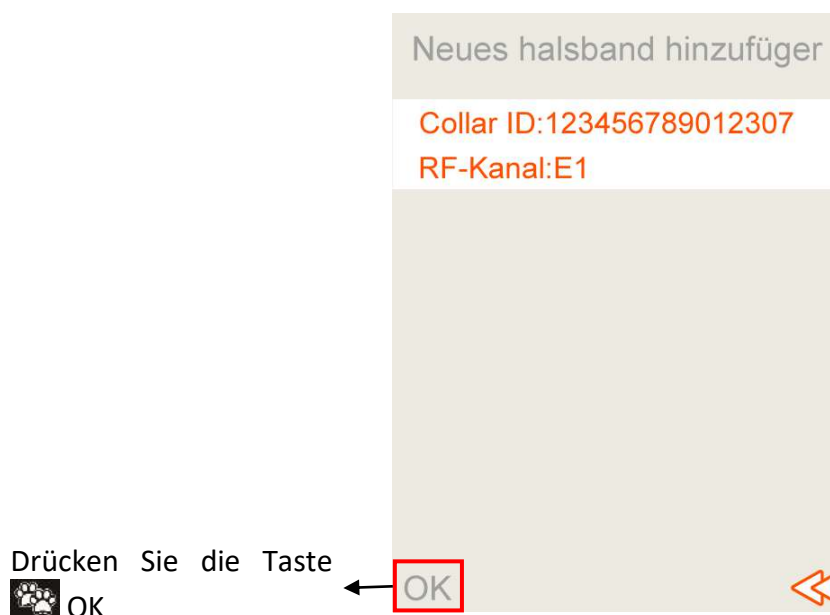 Neues halsband hinzufüger
Collar ID:123456789012307
RF-Kanal:E1
Drücken Sie die Taste
OK
OK